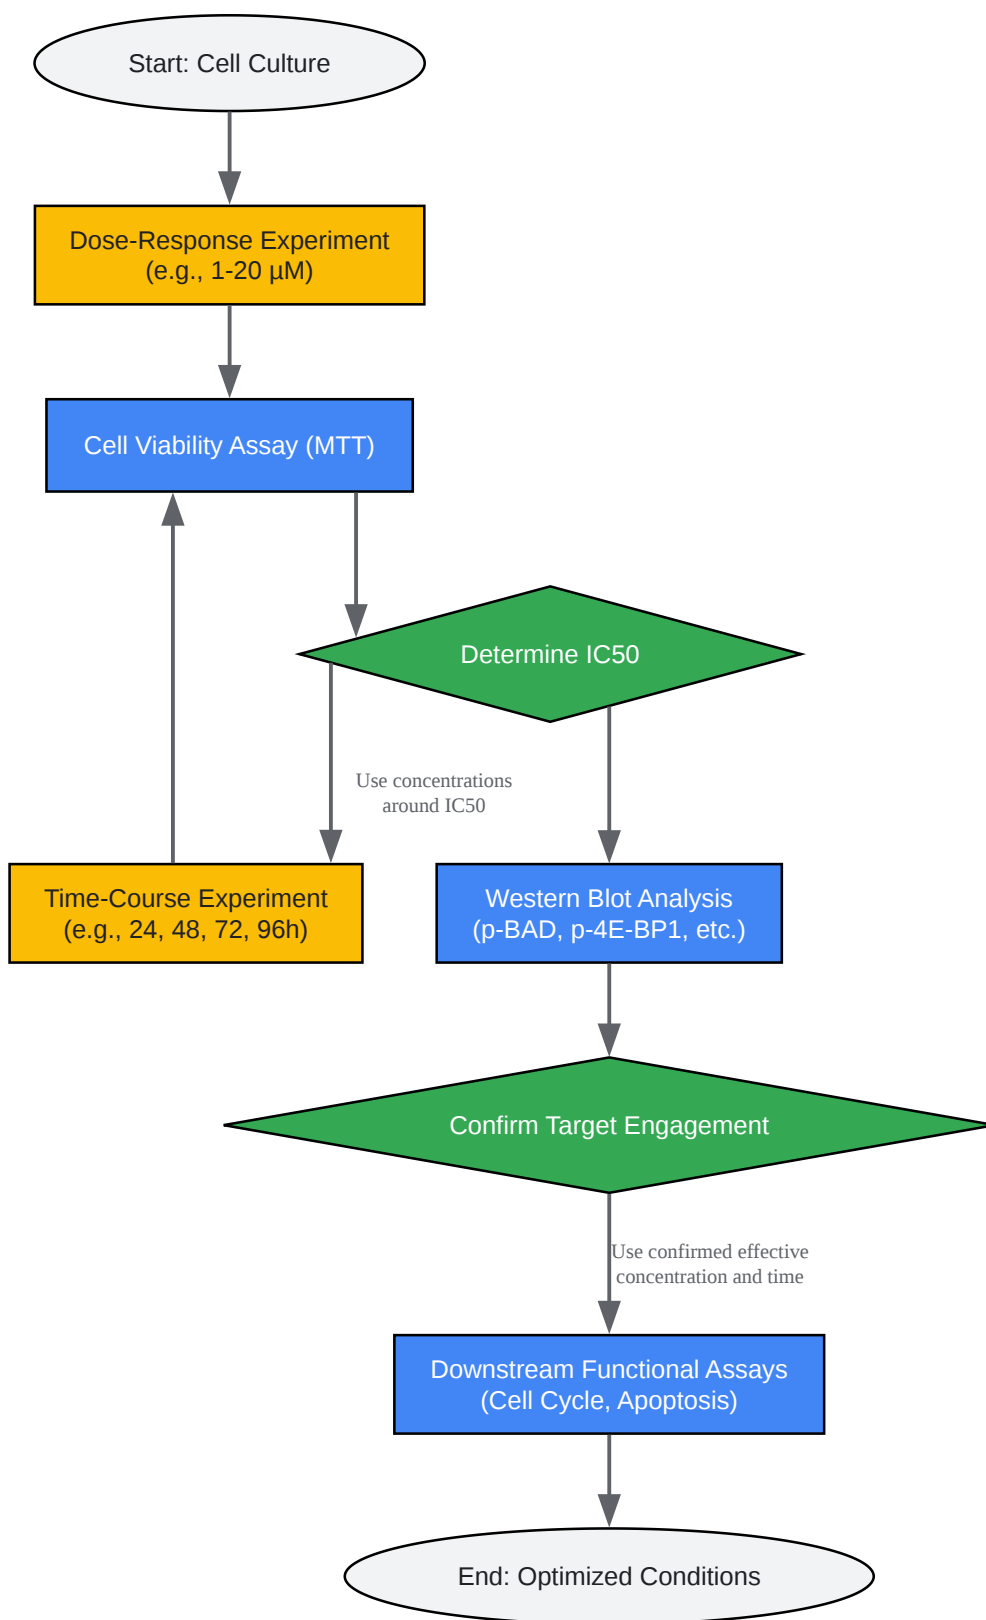 Start: Cell Culture
Dose-Response Experiment
(e.g., 1-20 µM)
Cell Viability Assay (MTT)
Determine IC50
Use concentrations
around IC50
Time-Course Experiment
(e.g., 24, 48, 72, 96h)
Western Blot Analysis
(p-BAD, p-4E-BP1, etc.)
Confirm Target Engagement
Use confirmed effective
concentration and time
Downstream Functional Assays
(Cell Cycle, Apoptosis)
End: Optimized Conditions